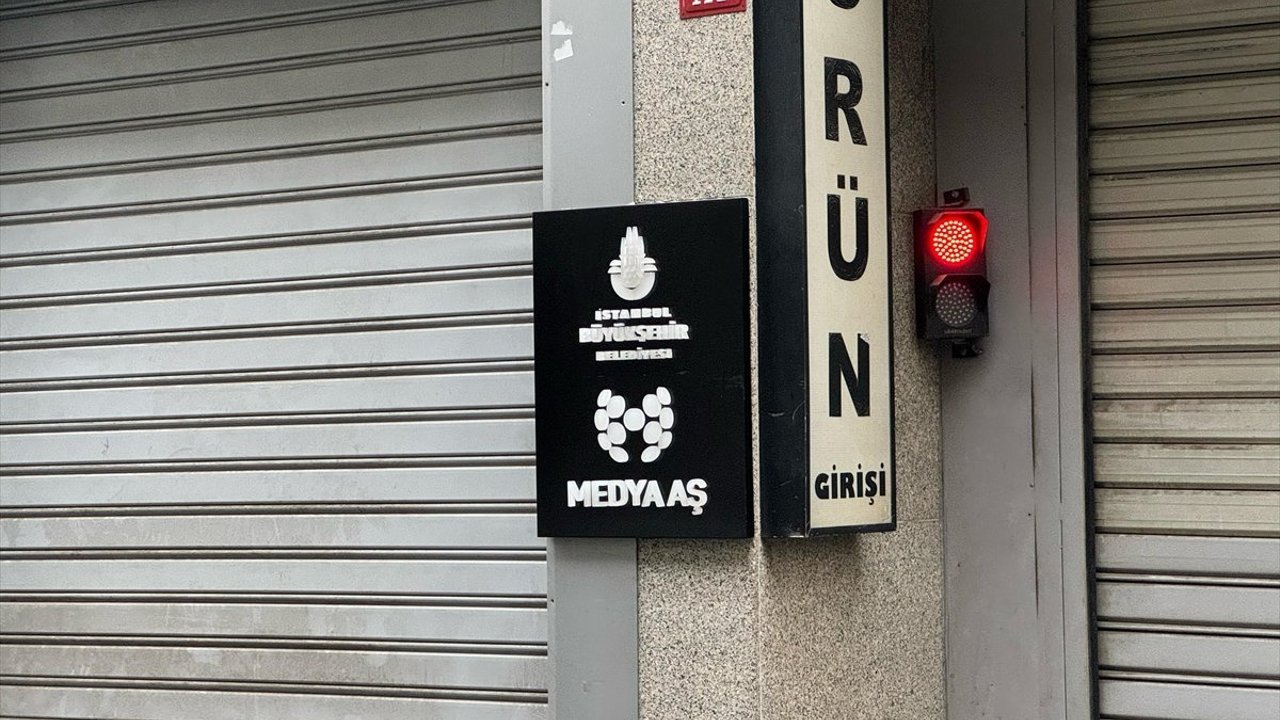 İSTANBUL
BÜYÜKŞEHİR
BELEDİYESİ
MEDYA AŞ
RÜN
GİRİŞİ